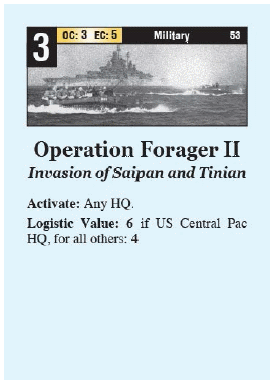 3 OC: 3 EC: 5 Military 53
Operation Forager II
Invasion of Saipan and Tinian
Activate: Any HQ.
Logistic Value: 6 if US Central Pac
HQ, for all others: 4